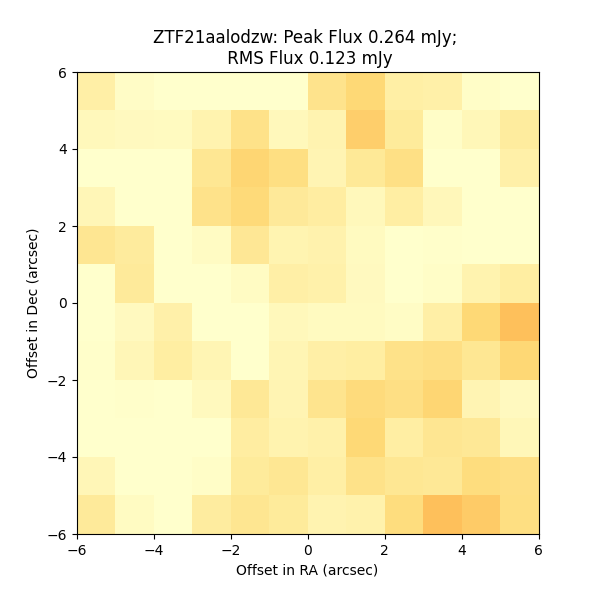 ZTF21aalodzw: Peak Flux 0.264 mJy;
RMS Flux 0.123 mJy
6
4
2
0
−2
−4
−6
Offset in Dec (arcsec)
−6 −4 −2 0 2 4 6
Offset in RA (arcsec)